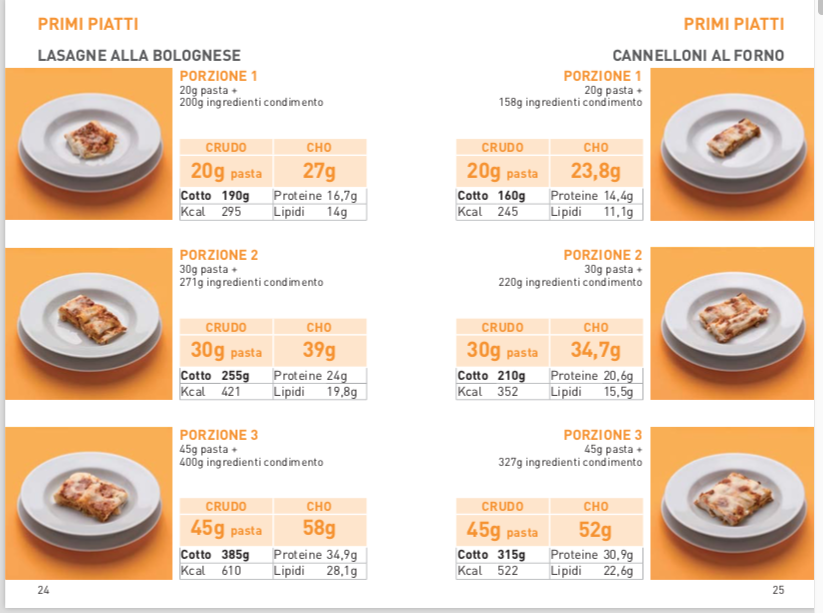 PRIMI PIATTI
LASAGNE ALLA BOLOGNESE
PORZIONE 1
20g pasta +
200g ingredienti condimento
CRUDO CHO
20g pasta 27g
Cotto 190g Proteine 16,7g
Kcal 295 Lipidi 14g
PORZIONE 2
30g pasta +
271g ingredienti condimento
CRUDO CHO
30g pasta 39g
Cotto 255g Proteine 24g
Kcal 421 Lipidi 19,8g
PORZIONE 3
45g pasta +
400g ingredienti condimento
CRUDO CHO
45g pasta 58g
Cotto 385g Proteine 34,9g
Kcal 610 Lipidi 28,1g
24
PRIMI PIATTI
CANNELLONI AL FORNO
PORZIONE 1
20g pasta +
158g ingredienti condimento
CRUDO CHO
20g pasta 23,8g
Cotto 160g Proteine 14,4g
Kcal 245 Lipidi 11,1g
PORZIONE 2
30g pasta +
220g ingredienti condimento
CRUDO CHO
30g pasta 34,7g
Cotto 210g Proteine 20,6g
Kcal 352 Lipidi 15,5g
PORZIONE 3
45g pasta +
327g ingredienti condimento
CRUDO CHO
45g pasta 52g
Cotto 315g Proteine 30,9g
Kcal 522 Lipidi 22,6g
25